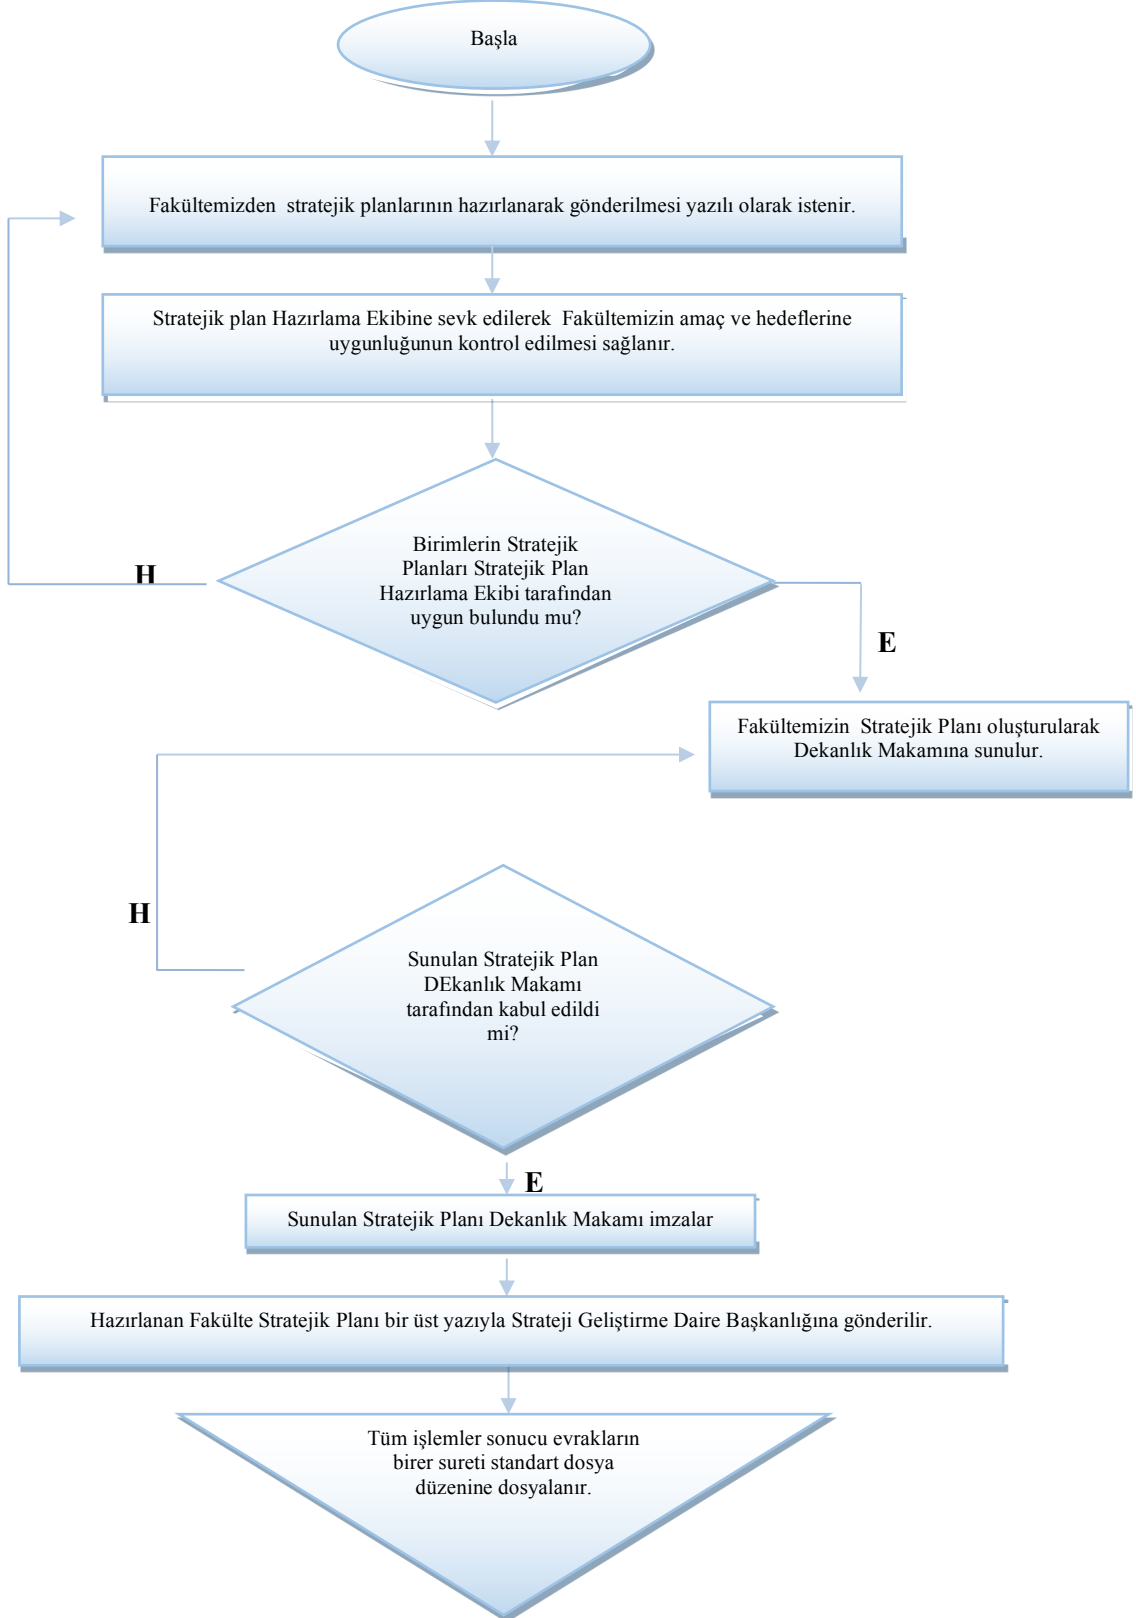 Başla
Fakültemizden  stratejik planlarının hazırlanarak gönderilmesi yazılı olarak istenir.
Stratejik plan Hazırlama Ekibine sevk edilerek  Fakültemizin amaç ve hedeflerine
uygunluğunun kontrol edilmesi sağlanır.
Birimlerin Stratejik
Planları Stratejik Plan
Hazırlama Ekibi tarafından
uygun bulundu mu?
H
E
Fakültemizin  Stratejik Planı oluşturularak
Dekanlık Makamına sunulur.
H
Sunulan Stratejik Plan
DEkanlık Makamı
tarafından kabul edildi
mi?
E
Sunulan Stratejik Planı Dekanlık Makamı imzalar
Hazırlanan Fakülte Stratejik Planı bir üst yazıyla Strateji Geliştirme Daire Başkanlığına gönderilir.
Tüm işlemler sonucu evrakların
birer sureti standart dosya
düzenine dosyalanır.